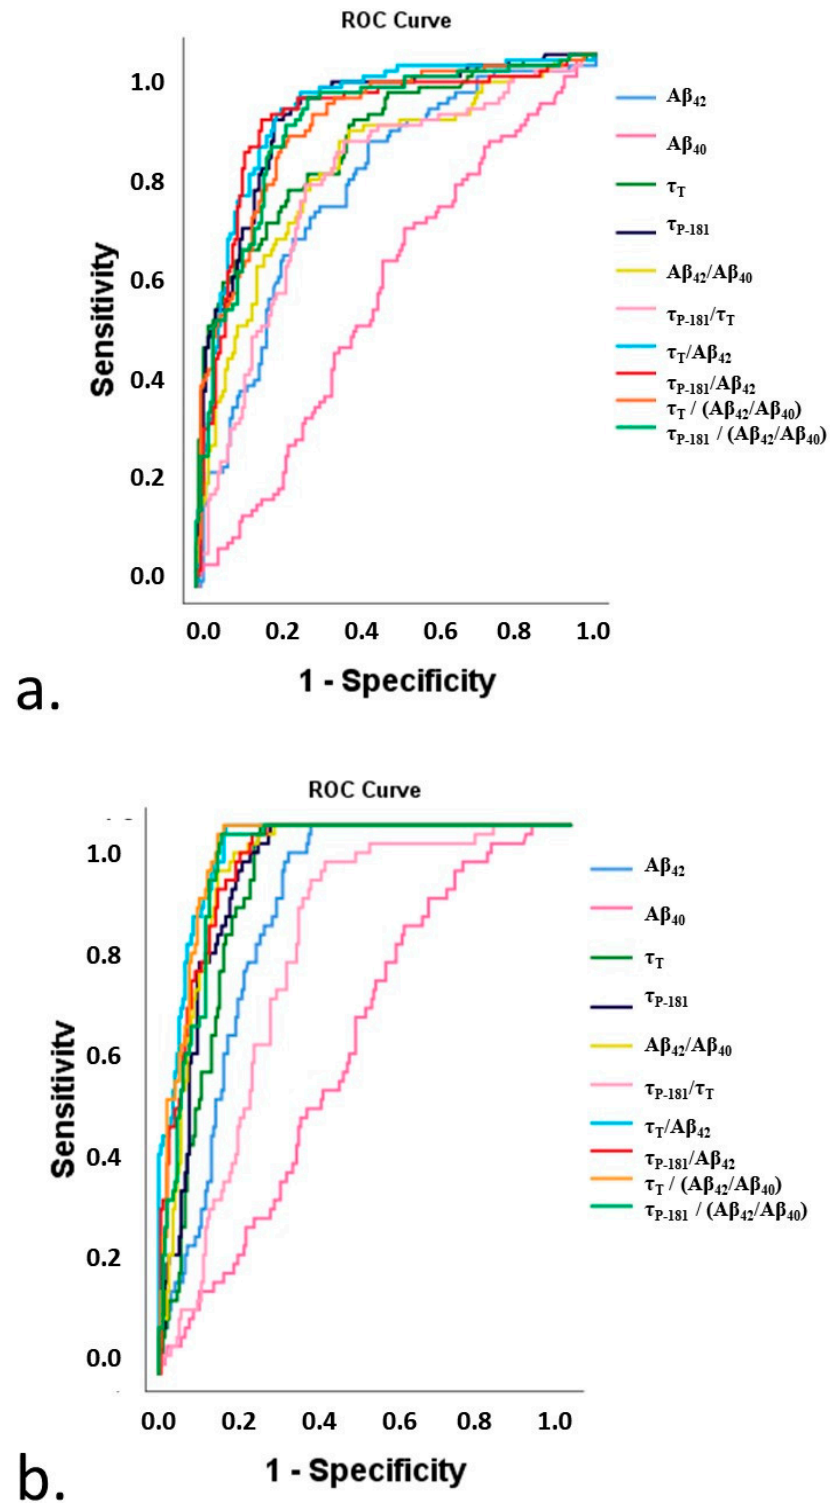 ROC Curve
1.0
0.8
0.6
0.4
0.2
0.0
Sensitivity
0.0 0.2 0.4 0.6 0.8 1.0
1 - Specificity
Aβ42
Aβ40
τT
τP-181
Aβ42/Aβ40
τP-181/τT
τT/Aβ42
τP-181/Aβ42
τT / (Aβ42/Aβ40)
τP-181 / (Aβ42/Aβ40)
a.
ROC Curve
1.0
0.8
0.6
0.4
0.2
0.0
Sensitivity
0.0 0.2 0.4 0.6 0.8 1.0
1 - Specificity
Aβ42
Aβ40
τT
τP-181
Aβ42/Aβ40
τP-181/τT
τT/Aβ42
τP-181/Aβ42
τT / (Aβ42/Aβ40)
τP-181 / (Aβ42/Aβ40)
b.